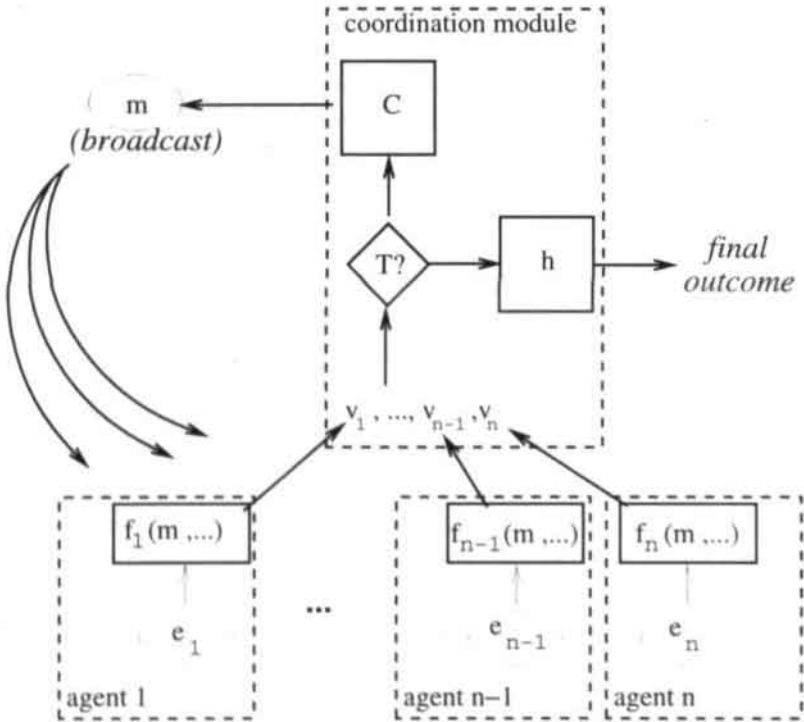 coordination module
m
(broadcast)
C
T?
h
final
outcome
v₁ , ..., vₙ₋₁ ,vₙ
f₁(m ,...)
fₙ₋₁(m ,...)
fₙ(m ,...)
...
e₁
eₙ₋₁
eₙ
agent 1
agent n–1
agent n